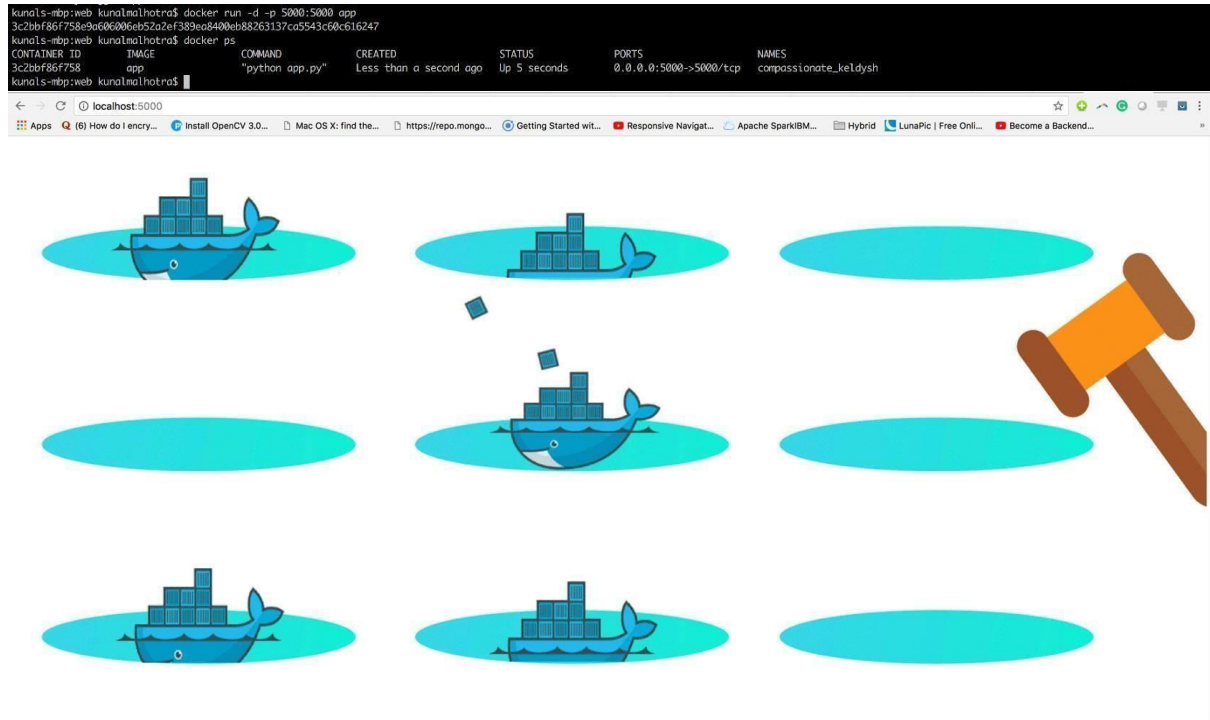 kunals-mbp:web kunalmalhotra$ docker run -d -p 5000:5000 app
3c2bbf86f758e9a606006eb52a2ef389ea8400eb88263137ca5543c60c616247
kunals-mbp:web kunalmalhotra$ docker ps
CONTAINER ID IMAGE COMMAND CREATED STATUS PORTS NAMES
3c2bbf86f758 app "python app.py" Less than a second ago Up 5 seconds 0.0.0.0:5000->5000/tcp compassionate_keldysh
kunals-mbp:web kunalmalhotra$
localhost:5000
Apps (6) How do I encry... Install OpenCV 3.0... Mac OS X: find the... https://repo.mongo... Getting Started wit... Responsive Navigat... Apache SparkIBM... Hybrid LunaPic | Free Onli... Become a Backend... »